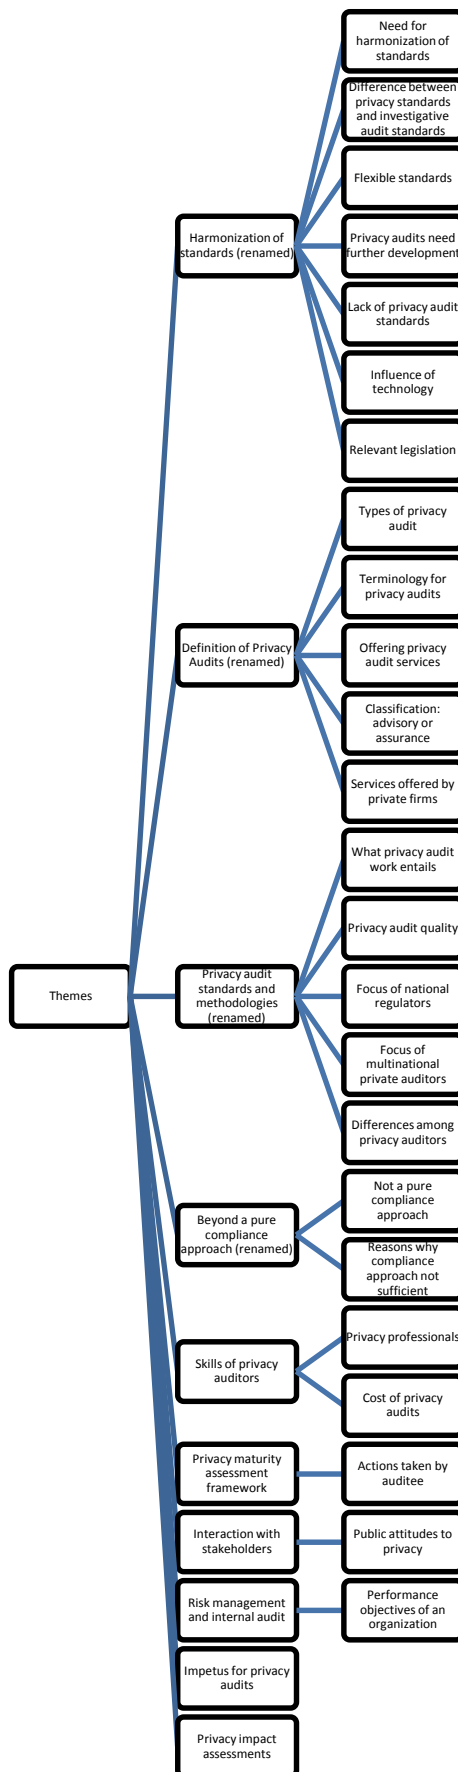 Need for
harmonization of
standards
Difference between
privacy standards
and investigative
audit standards
Flexible standards
Harmonization of
standards (renamed)
Privacy audits need
further development
Lack of privacy audit
standards
Influence of
technology
Relevant legislation
Types of privacy
audit
Terminology for
privacy audits
Definition of Privacy
Audits (renamed)
Offering privacy
audit services
Classification:
advisory or
assurance
Services offered by
private firms
What privacy audit
work entails
Privacy audit quality
Themes
Privacy audit
standards and
methodologies
(renamed)
Focus of national
regulators
Focus of
multinational
private auditors
Differences among
privacy auditors
Beyond a pure
compliance
approach (renamed)
Not a pure
compliance
approach
Reasons why
compliance
approach not
sufficient
Skills of privacy
auditors
Privacy professionals
Cost of privacy
audits
Privacy maturity
assessment
framework
Actions taken by
auditee
Interaction with
stakeholders
Public attitudes to
privacy
Risk management
and internal audit
Performance
objectives of an
organization
Impetus for privacy
audits
Privacy impact
assessments